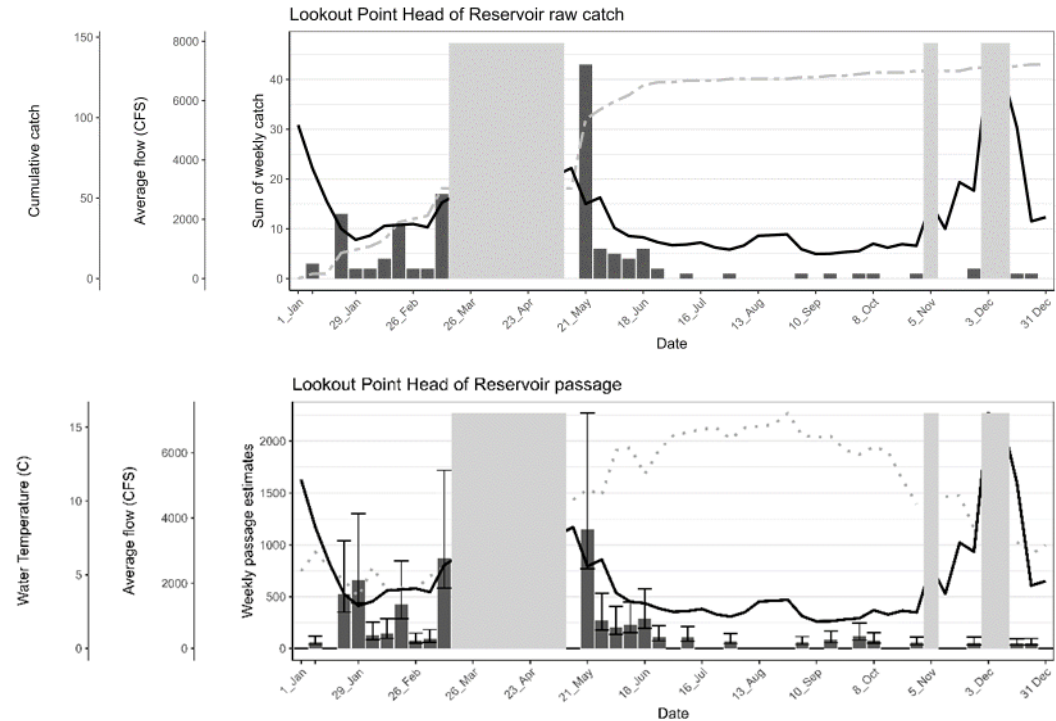 Lookout Point Head of Reservoir raw catch
Cumulative catch
150
100
50
0
Average flow (CFS)
8000
6000
4000
2000
0
Sum of weekly catch
40
30
20
10
0
1_Jan
29_Jan
26_Feb
26_Mar
23_Apr
21_May
18_Jun
16_Jul
13_Aug
10_Sep
8_Oct
5_Nov
3_Dec
31 Dec
Date
Lookout Point Head of Reservoir passage
Water Temperature (C)
15
10
5
0
Average flow (CFS)
6000
4000
2000
0
Weekly passage estimates
2000
1500
1000
500
0
1_Jan
29_Jan
26_Feb
26_Mar
23_Apr
21_May
18_Jun
16_Jul
13_Aug
10_Sep
8_Oct
5_Nov
3_Dec
31 Dec
Date